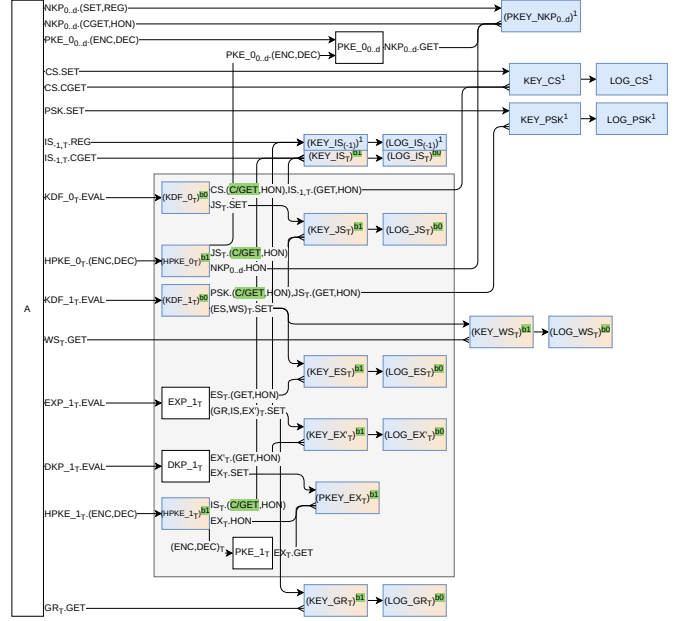 NKP0..d.(SET,REG)
(PKEY_NKP0..d)1
NKP0..d.(CGET,HON)
PKE_00..d.(ENC,DEC)
PKE_00..d
NKP0..d.GET
PKE_00..d.(ENC,DEC)
CS.SET
KEY_CS1
LOG_CS1
CS.CGET
PSK.SET
KEY_PSK1
LOG_PSK1
IS-1,T.REG
(KEY_IS(-1))1
(LOG_IS(-1))1
IS-1,T.CGET
(KEY_IST)b1
(LOG_IST)b0
KDF_0T.EVAL
(KDF_0T)b0
CS.(C/GET,HON),IS-1,T.(GET,HON)
JST.SET
(KEY_JST)b1
(LOG_JST)b0
HPKE_0T.(ENC,DEC)
(HPKE_0T)b1
JST.(C/GET,HON)
NKP0..d.HON
KDF_1T.EVAL
(KDF_1T)b0
PSK.(C/GET,HON),JST.(GET,HON)
(ES,WS)T.SET
A
(KEY_WST)b1
(LOG_WST)b0
WST.GET
(KEY_EST)b1
(LOG_EST)b0
EXP_1T.EVAL
EXP_1T
EST.(GET,HON)
(GR,IS,EX')T.SET
(KEY_EX'T)b1
(LOG_EX'T)b0
DKP_1T.EVAL
DKP_1T
EX'T.(GET,HON)
EXT.SET
(PKEY_EXT)b1
HPKE_1T.(ENC,DEC)
(HPKE_1T)b1
IST.(C/GET,HON)
EXT.HON
(ENC,DEC)T
PKE_1T
EXT.GET
(KEY_GRT)b1
(LOG_GRT)b0
GRT.GET